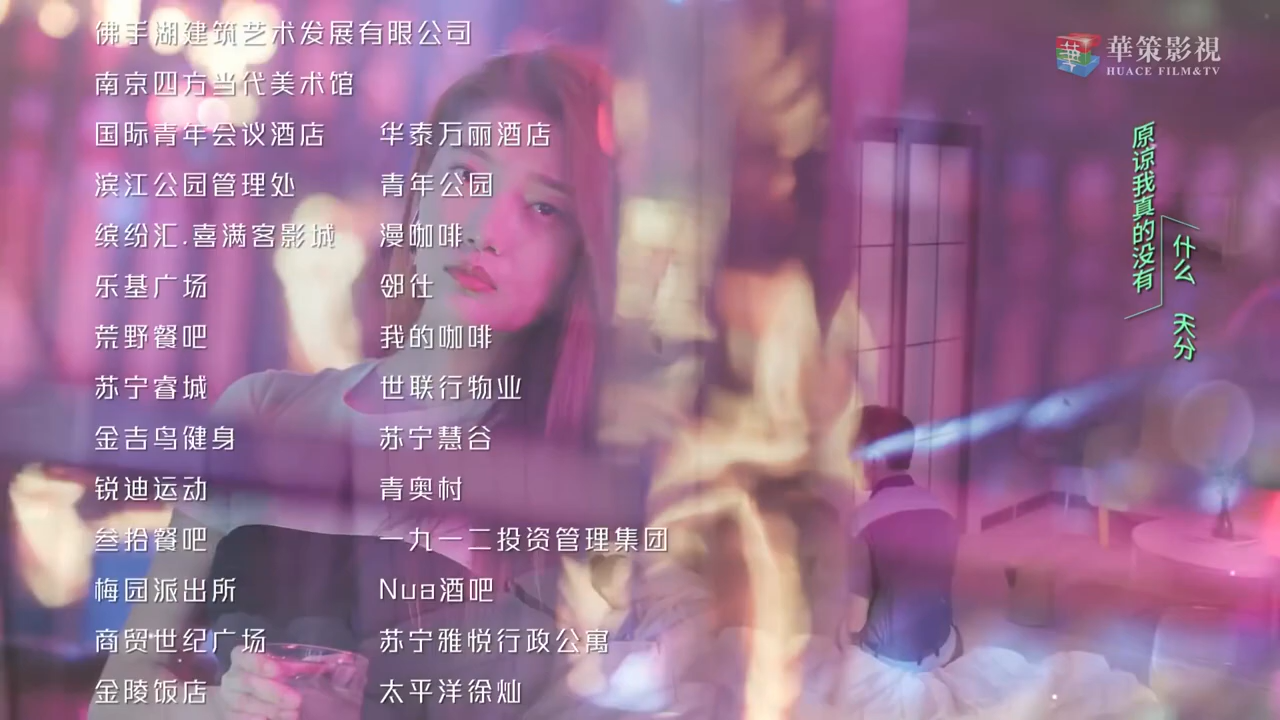 佛手湖建筑艺术发展有限公司
南京四方当代美术馆
国际青年会议酒店 华泰万丽酒店
滨江公园管理处 青年公园
缤纷汇.喜满客影城 漫咖啡
乐基广场 邻仕
荒野餐吧 我的咖啡
苏宁睿城 世联行物业
金吉鸟健身 苏宁慧谷
锐迪运动 青奥村
叁拾餐吧 一九一二投资管理集团
梅园派出所 Nua酒吧
商贸世纪广场 苏宁雅悦行政公寓
金陵饭店 太平洋徐灿
華策影視
HUACE FILM&TV
原谅我真的没有
什么 天分